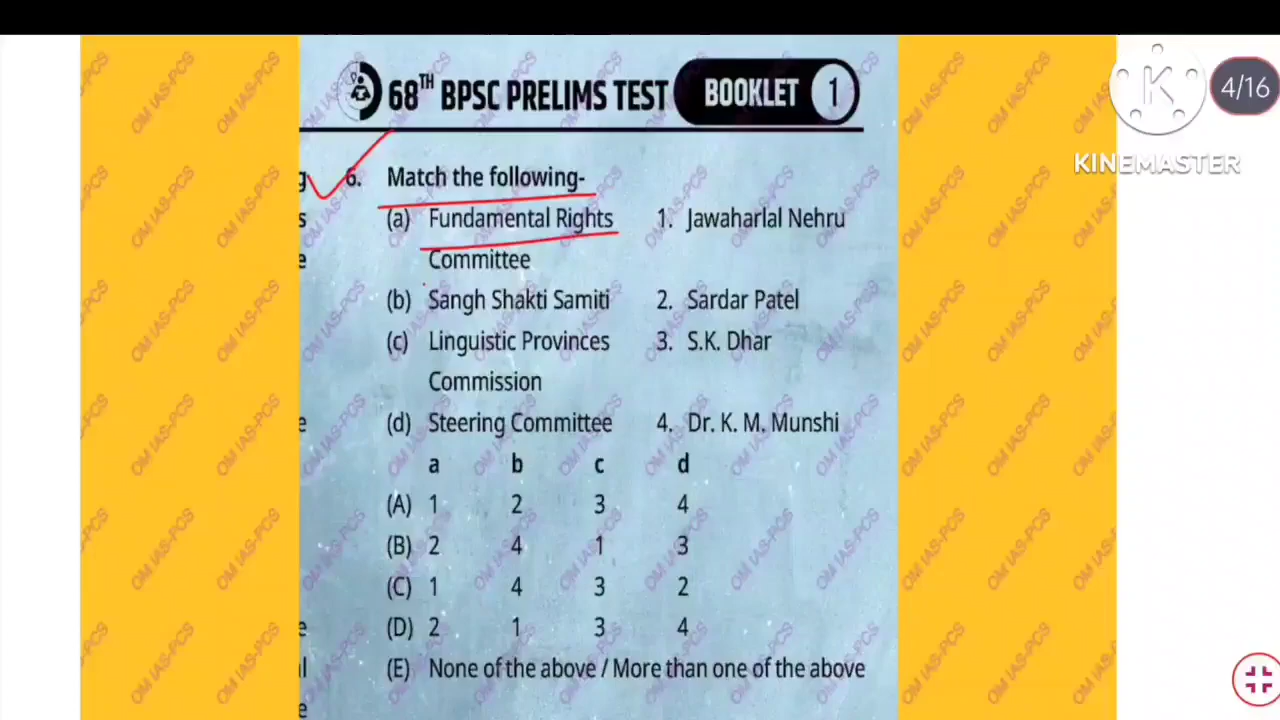 4/16
KINEMASTER
68TH BPSC PRELIMS TEST BOOKLET 1
6. Match the following-
(a) Fundamental Rights 1. Jawaharlal Nehru
Committee
(b) Sangh Shakti Samiti 2. Sardar Patel
(c) Linguistic Provinces 3. S.K. Dhar
Commission
(d) Steering Committee 4. Dr. K. M. Munshi
a b c d
(A) 1 2 3 4
(B) 2 4 1 3
(C) 1 4 3 2
(D) 2 1 3 4
(E) None of the above / More than one of the above
OM IAS-PCS